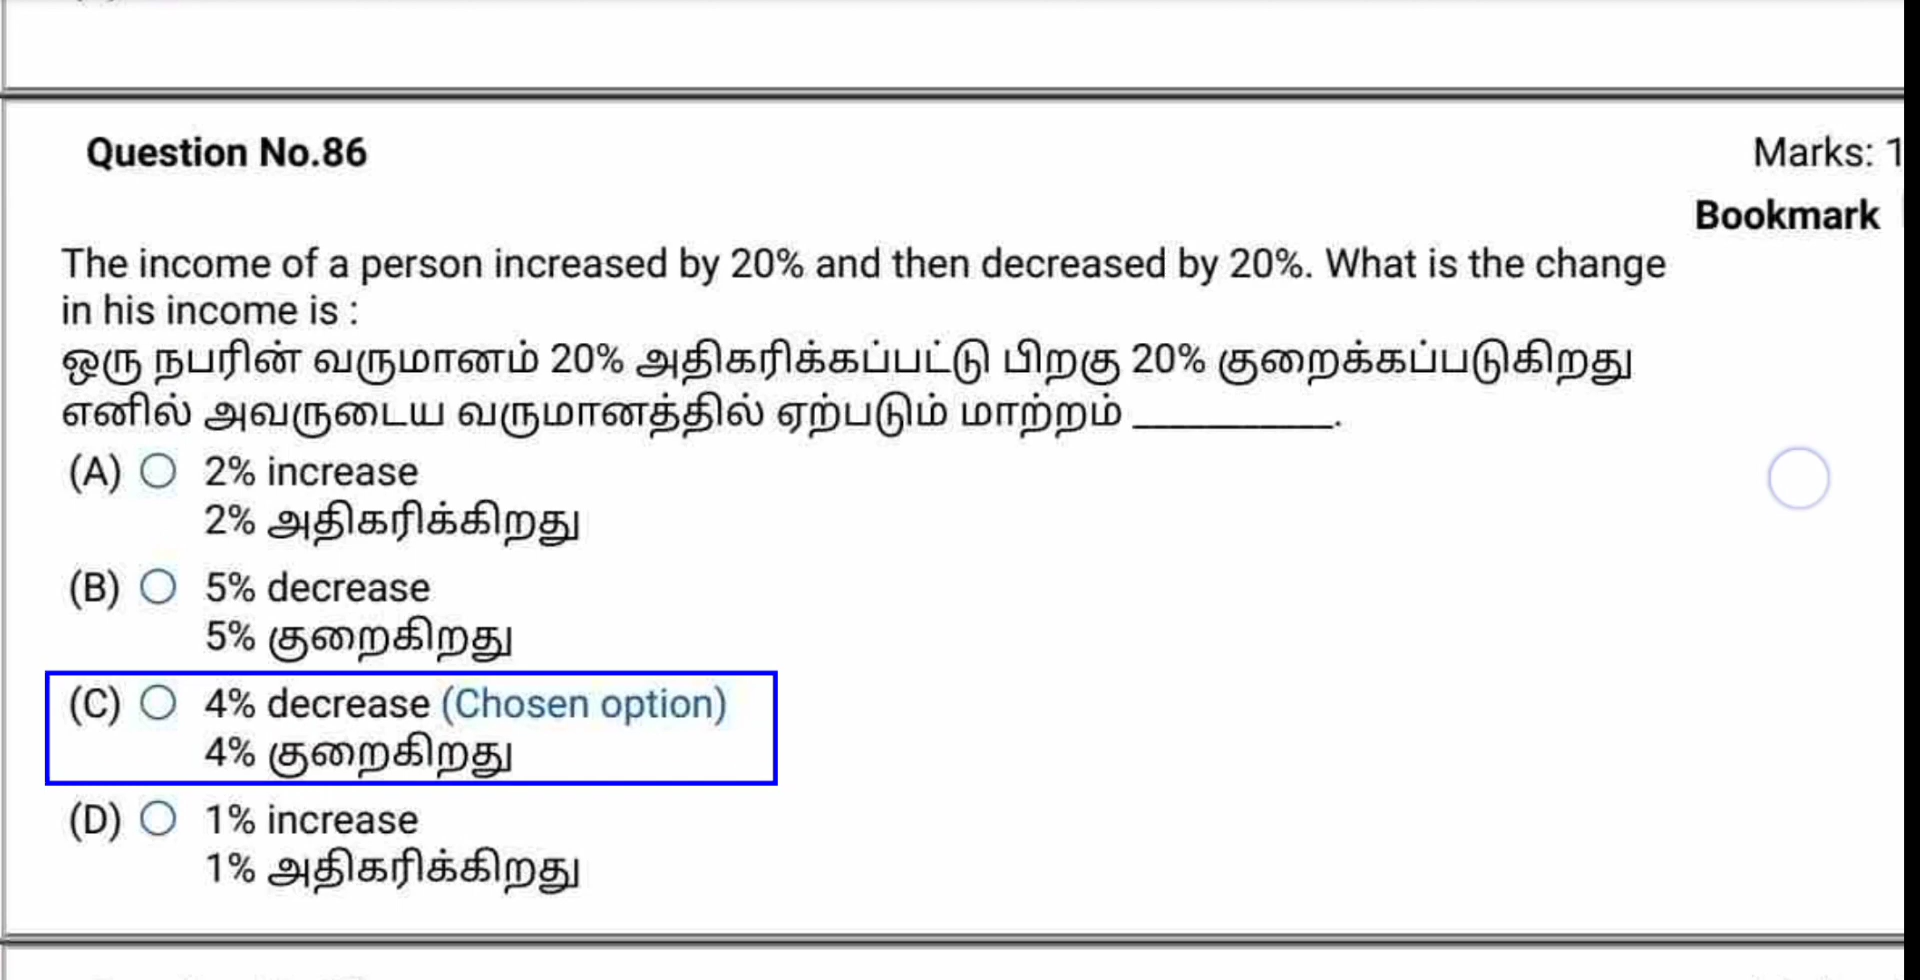 Question No.86
Marks: 1
Bookmark
The income of a person increased by 20% and then decreased by 20%. What is the change
in his income is :
ஒரு நபரின் வருமானம் 20% அதிகரிக்கப்பட்டு பிறகு 20% குறைக்கப்படுகிறது
எனில் அவருடைய வருமானத்தில் ஏற்படும் மாற்றம் __________.
(A) 2% increase
2% அதிகரிக்கிறது
(B) 5% decrease
5% குறைகிறது
(C) 4% decrease (Chosen option)
4% குறைகிறது
(D) 1% increase
1% அதிகரிக்கிறது